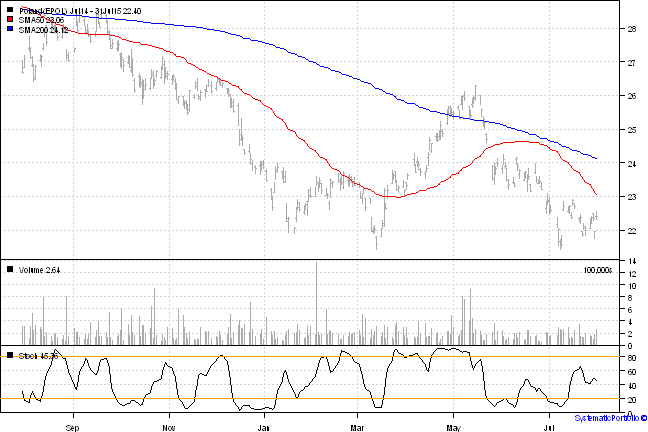 Poland (EPOL) Jul14 - 31Jul15 22.40
SMA50 23.06
SMA200 24.12
28
27
26
25
24
23
22
14
Volume 2.64
100,000s
12
10
8
6
4
2
0
Stoch 45.36
80
60
40
20
0
Sep
Nov
Jan
Mar
May
Jul
SystematicPortfolio ©